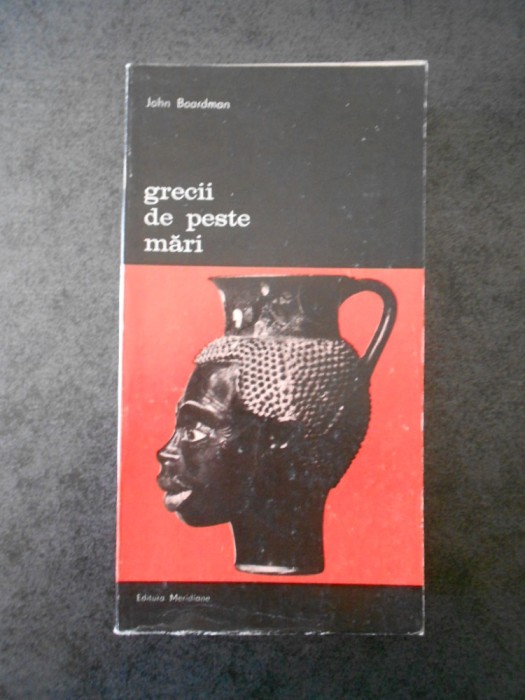 John Boardman
grecii
de peste
mări
Editura Meridiane